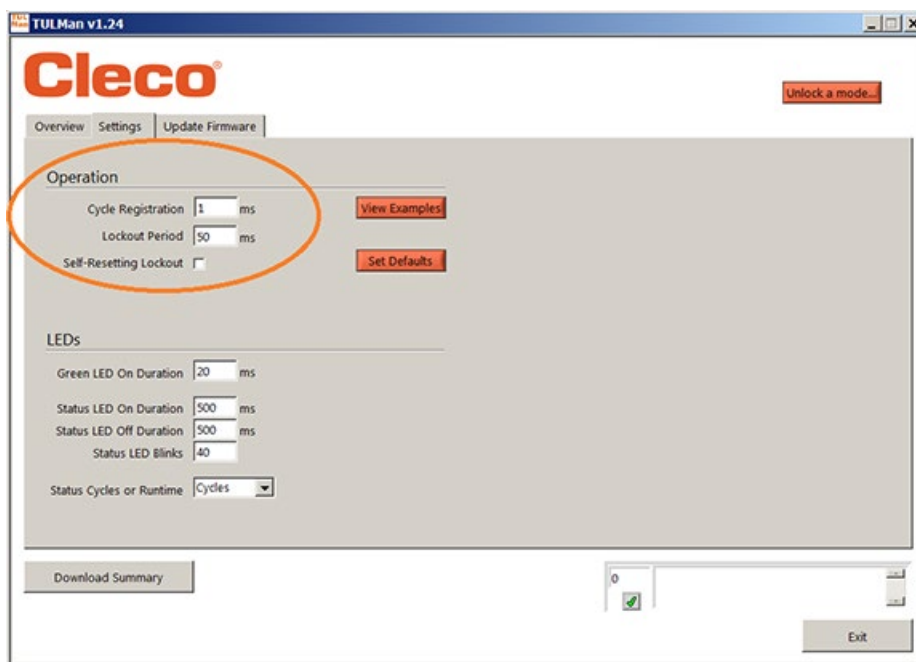 TULMan v1.24
Cleco®
Unlock a mode...
Overview Settings Update Firmware
Operation
Cycle Registration 1 ms View Examples
Lockout Period 50 ms
Self-Resetting Lockout Set Defaults
LEDs
Green LED On Duration 20 ms
Status LED On Duration 500 ms
Status LED Off Duration 500 ms
Status LED Blinks 40
Status Cycles or Runtime Cycles
Download Summary 0
Exit